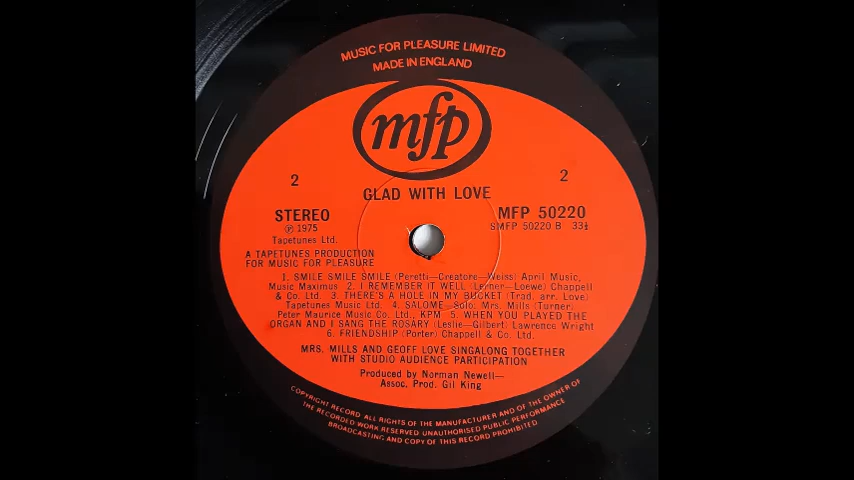 MUSIC FOR PLEASURE LIMITED
MADE IN ENGLAND
mfp
2
2
GLAD WITH LOVE
STEREO
Ⓟ 1975
Tapetunes Ltd.
MFP 50220
SMFP 50220 B 33⅓
A TAPETUNES PRODUCTION
FOR MUSIC FOR PLEASURE
1. SMILE SMILE SMILE (Peretti—Creatore—Weiss) April Music,
Music Maximus 2. I REMEMBER IT WELL (Lerner—Loewe) Chappell
& Co. Ltd. 3. THERE'S A HOLE IN MY BUCKET (Trad. arr. Love)
Tapetunes Music Ltd. 4. SALOME—Solo: Mrs. Mills (Turner)
Peter Maurice Music Co. Ltd., KPM 5. WHEN YOU PLAYED THE
ORGAN AND I SANG THE ROSARY (Leslie—Gilbert) Lawrence Wright
6. FRIENDSHIP (Porter) Chappell & Co. Ltd.
MRS. MILLS AND GEOFF LOVE SINGALONG TOGETHER
WITH STUDIO AUDIENCE PARTICIPATION
Produced by Norman Newell—
Assoc. Prod. Gil King
COPYRIGHT RECORD ALL RIGHTS OF THE MANUFACTURER AND OF THE OWNER OF
THE RECORDED WORK RESERVED UNAUTHORISED PUBLIC PERFORMANCE
BROADCASTING AND COPY OF THIS RECORD PROHIBITED